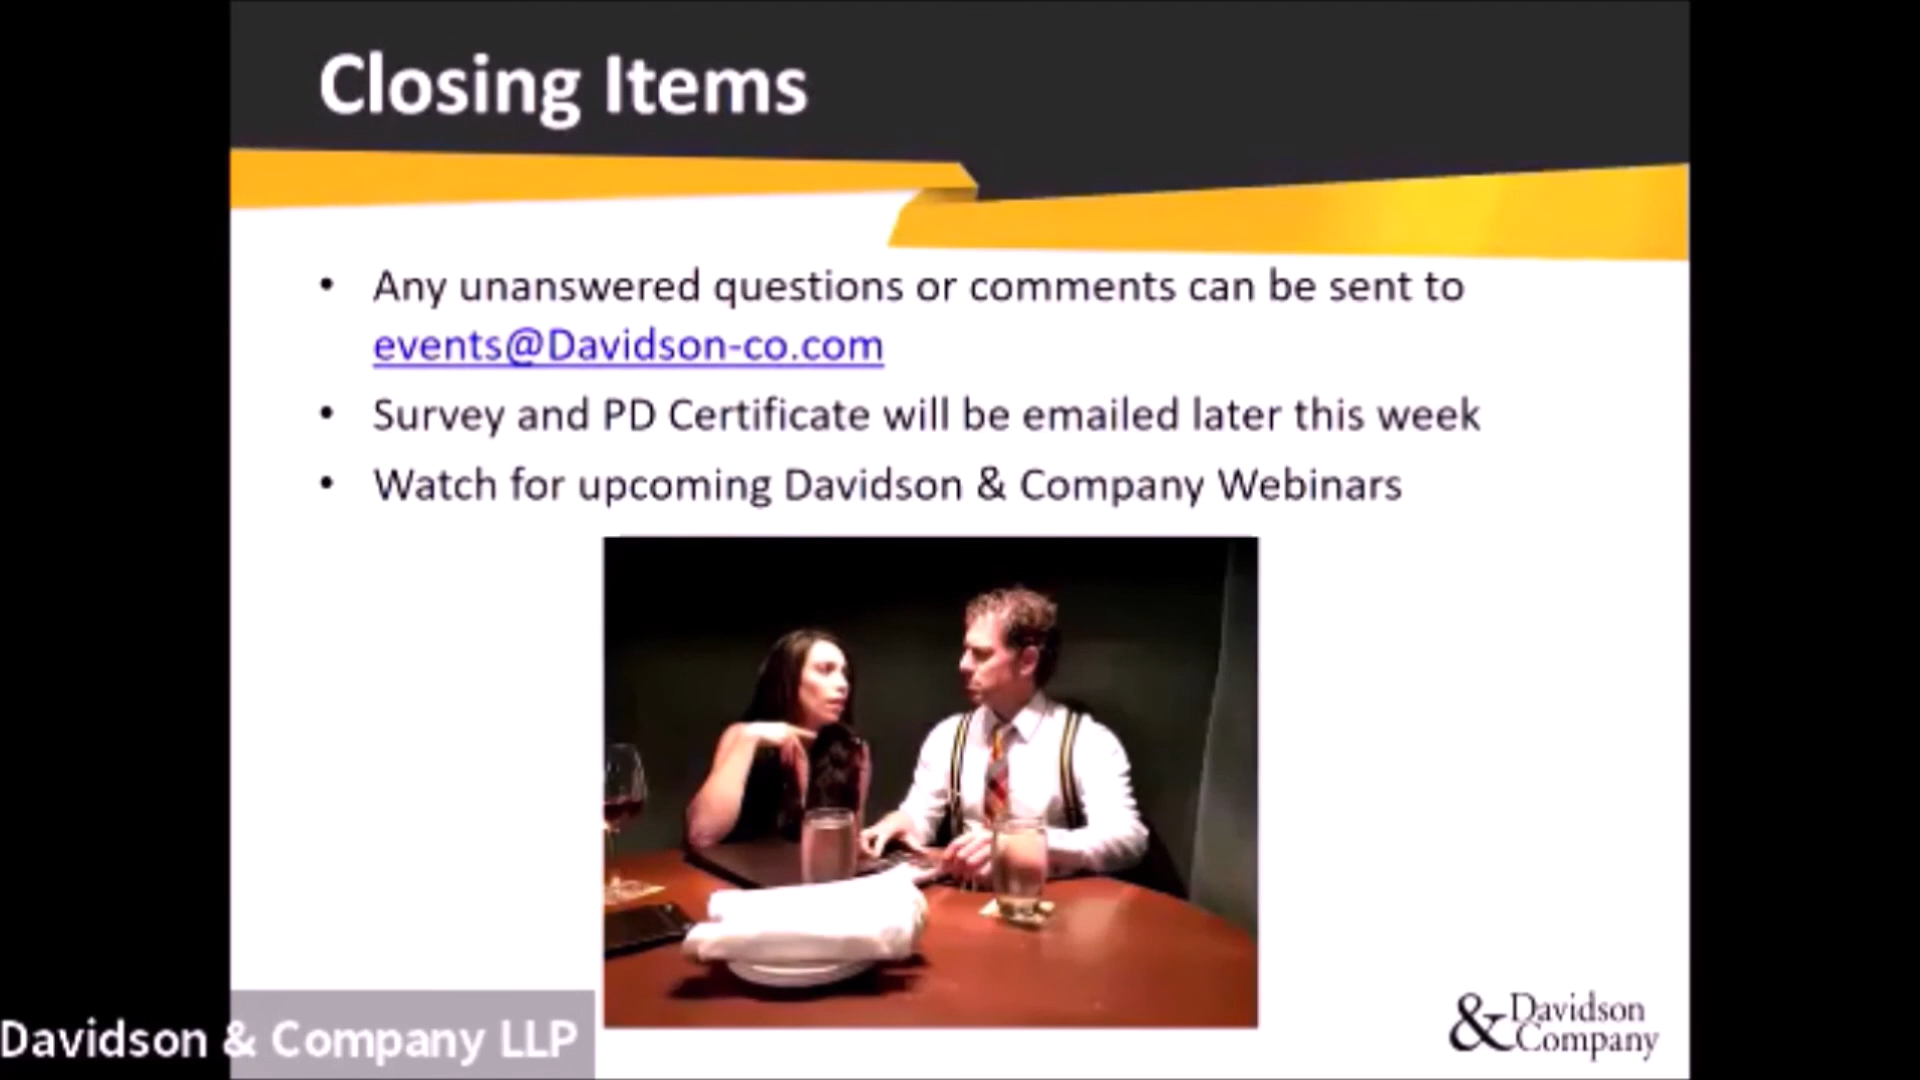 Closing Items
• Any unanswered questions or comments can be sent to
events@Davidson-co.com
• Survey and PD Certificate will be emailed later this week
• Watch for upcoming Davidson & Company Webinars
Davidson & Company LLP
& Davidson
Company